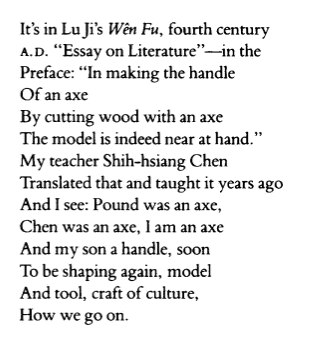 It's in Lu Ji's Wên Fu, fourth century
A.D. “Essay on Literature”—in the
Preface: “In making the handle
Of an axe
By cutting wood with an axe
The model is indeed near at hand.”
My teacher Shih-hsiang Chen
Translated that and taught it years ago
And I see: Pound was an axe,
Chen was an axe, I am an axe
And my son a handle, soon
To be shaping again, model
And tool, craft of culture,
How we go on.